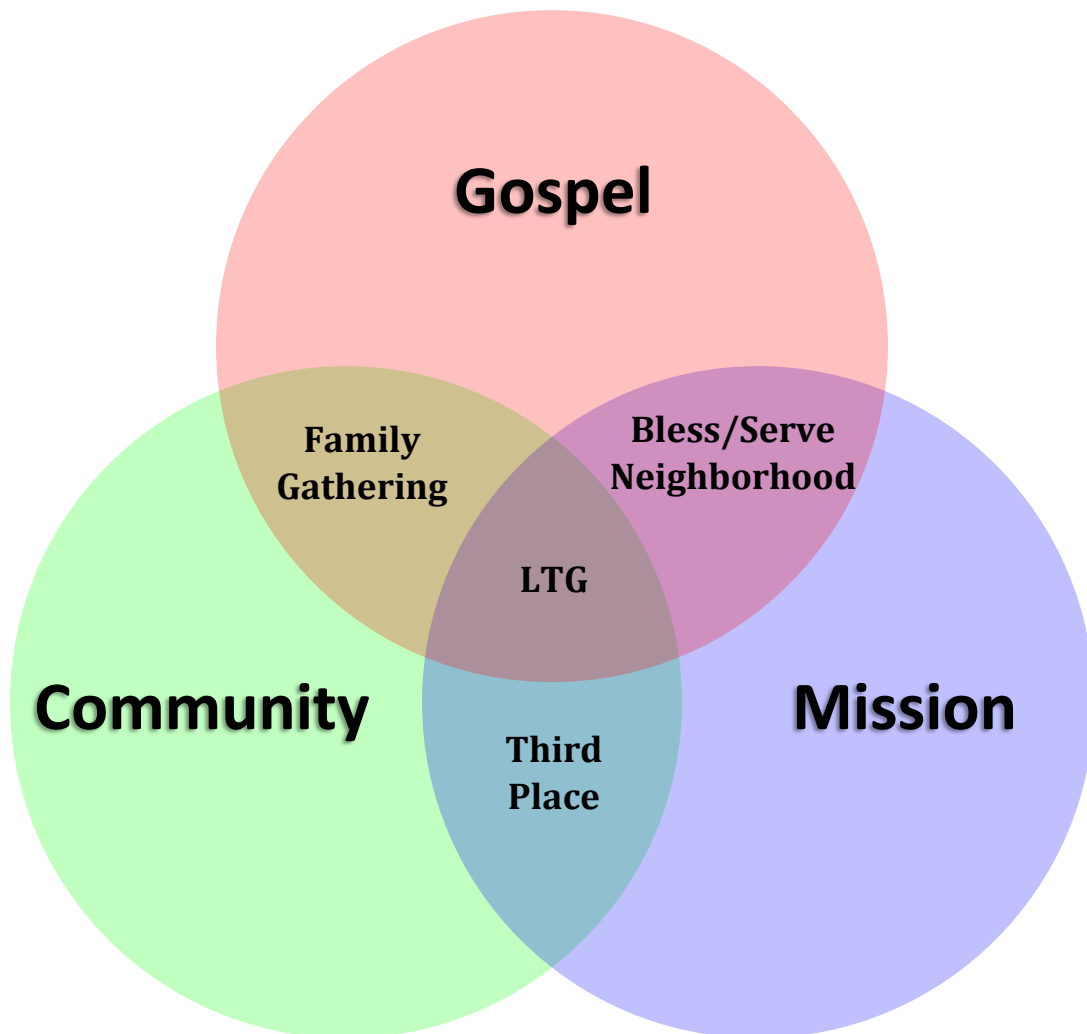 Gospel
Family
Gathering
Bless/Serve
Neighborhood
LTG
Community
Mission
Third
Place